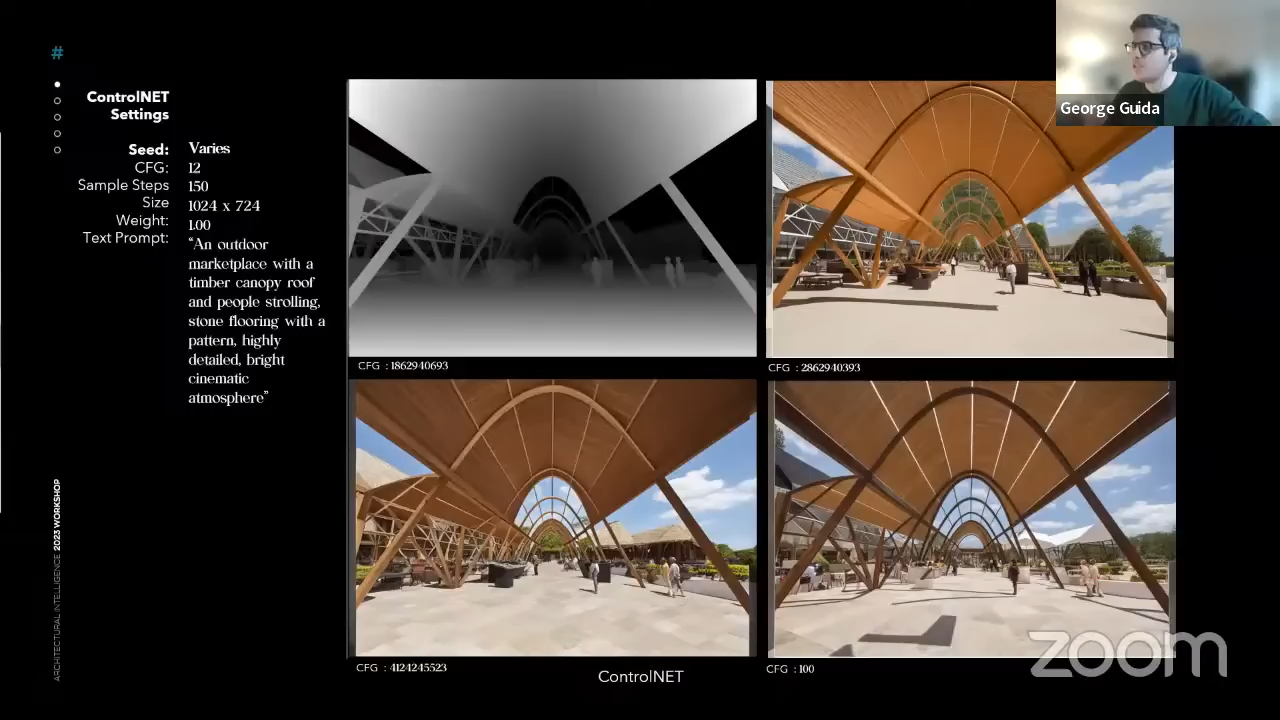 #
ControlNET
Settings
Seed: Varies
CFG: 12
Sample Steps 150
Size 1024 x 724
Weight: 1.00
Text Prompt: “An outdoor
marketplace with a
timber canopy roof
and people strolling,
stone flooring with a
pattern, highly
detailed, bright
cinematic
atmosphere”
ARCHITECTURAL INTELLIGENCE 2023 WORKSHOP
George Guida
CFG : 1862940693
CFG : 2862940393
CFG : 4124245523
CFG : 100
ControlNET
zoom